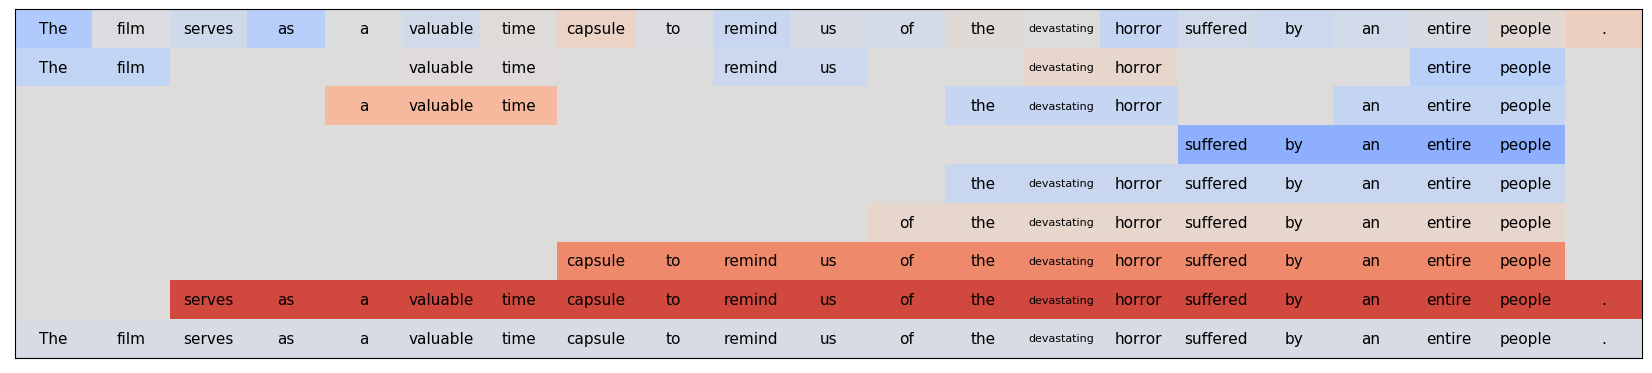 The film serves as a valuable time capsule to remind us of the devastating horror suffered by an entire people .
The film valuable time remind us devastating horror entire people
a valuable time the devastating horror an entire people
suffered by an entire people
the devastating horror suffered by an entire people
of the devastating horror suffered by an entire people
capsule to remind us of the devastating horror suffered by an entire people
serves as a valuable time capsule to remind us of the devastating horror suffered by an entire people .
The film serves as a valuable time capsule to remind us of the devastating horror suffered by an entire people .